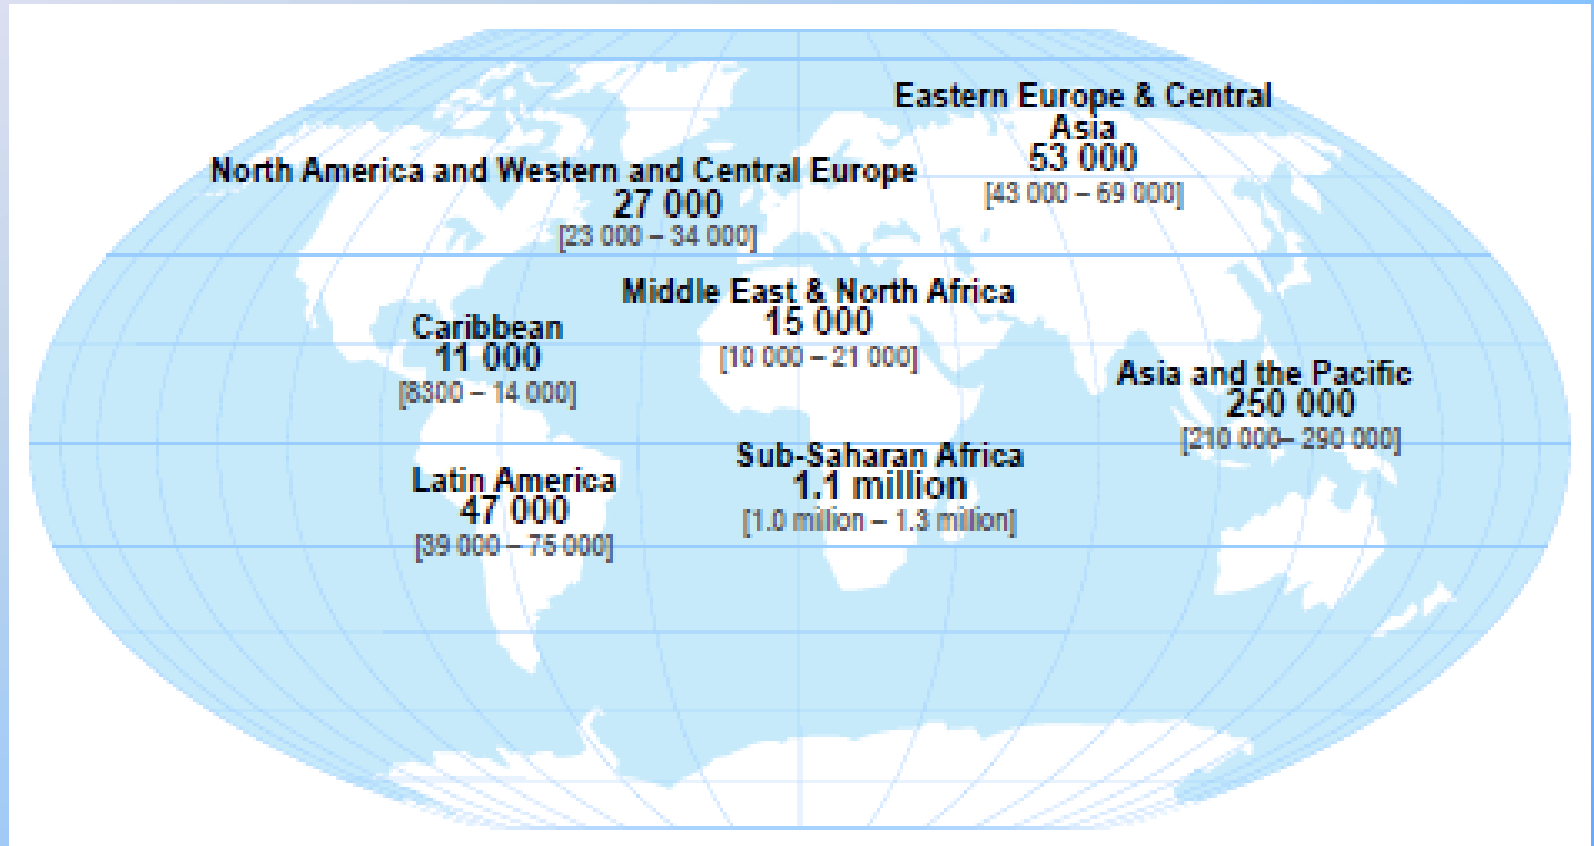 Eastern Europe & Central
Asia
53 000
[43 000 – 69 000]
North America and Western and Central Europe
27 000
[23 000 – 34 000]
Middle East & North Africa
15 000
[10 000 – 21 000]
Caribbean
11 000
[8300 – 14 000]
Asia and the Pacific
250 000
[210 000– 290 000]
Sub-Saharan Africa
1.1 million
[1.0 million – 1.3 million]
Latin America
47 000
[39 000 – 75 000]